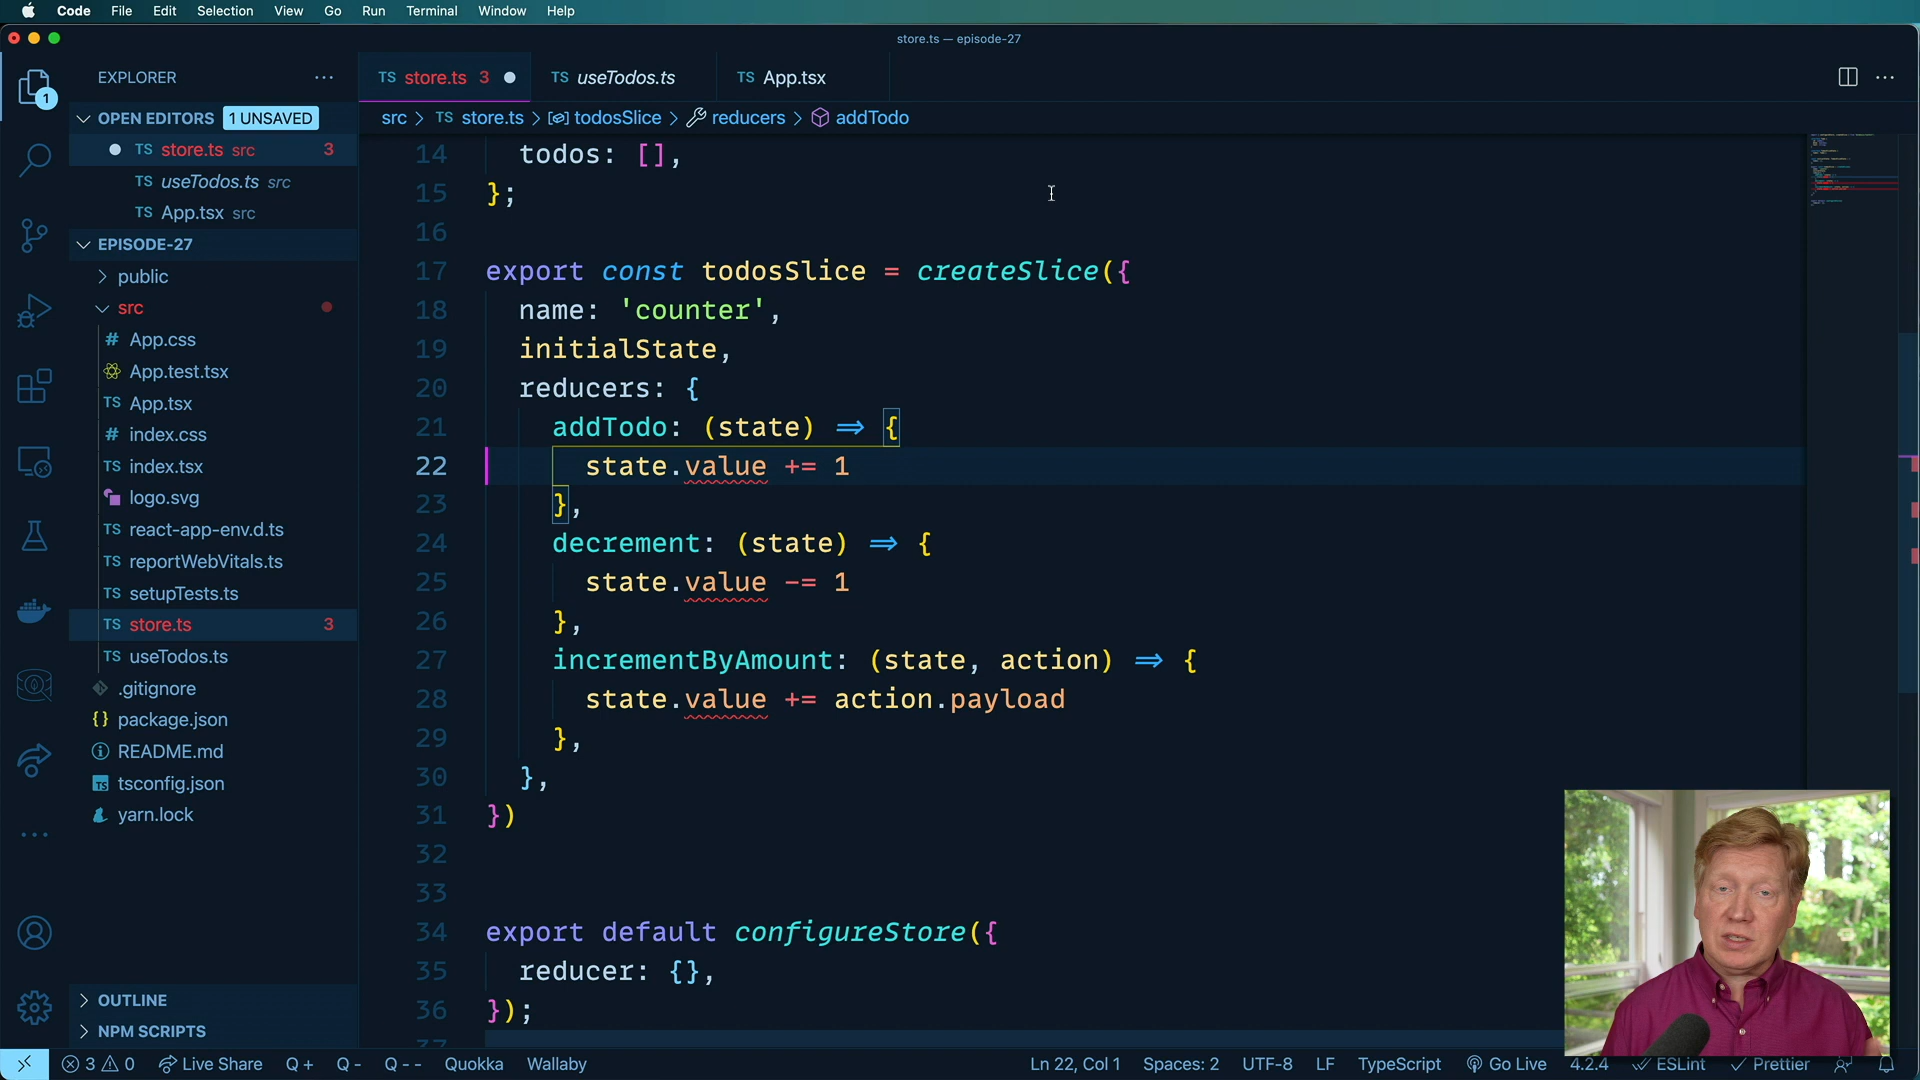 Code File Edit Selection View Go Run Terminal Window Help
store.ts — episode-27
EXPLORER
TS store.ts 3
TS useTodos.ts
TS App.tsx
OPEN EDITORS 1 UNSAVED
src > TS store.ts > todosSlice > reducers > addTodo
1
TS store.ts src 3
TS useTodos.ts src
TS App.tsx src
EPISODE-27
public
src
# App.css
App.test.tsx
TS App.tsx
# index.css
TS index.tsx
logo.svg
TS react-app-env.d.ts
TS reportWebVitals.ts
TS setupTests.ts
TS store.ts 3
TS useTodos.ts
.gitignore
{} package.json
README.md
TS tsconfig.json
yarn.lock
OUTLINE
NPM SCRIPTS
14 todos: [],
15 };
16
17 export const todosSlice = createSlice({
18 name: 'counter',
19 initialState,
20 reducers: {
21 addTodo: (state) => {
22 state.value += 1
23 },
24 decrement: (state) => {
25 state.value -= 1
26 },
27 incrementByAmount: (state, action) => {
28 state.value += action.payload
29 },
30 },
31 })
32
33
34 export default configureStore({
35 reducer: {},
36 });
37
3 0 Live Share Q + Q - Q - - Quokka Wallaby Ln 22, Col 1 Spaces: 2 UTF-8 LF TypeScript Go Live 4.2.4 ESLint Prettier